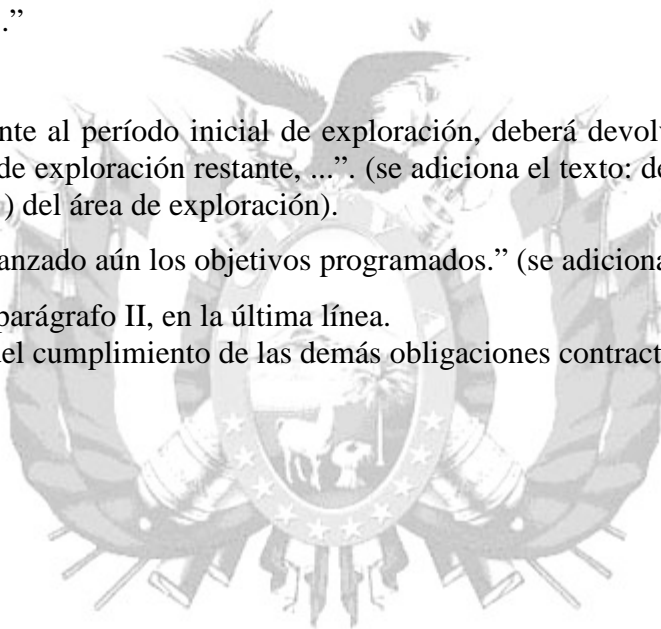 .”
nte al período inicial de exploración, deberá devolv
de exploración restante, ...”. (se adiciona el texto: de
) del área de exploración).
anzado aún los objetivos programados.” (se adiciona
parágrafo II, en la última línea.
el cumplimiento de las demás obligaciones contract